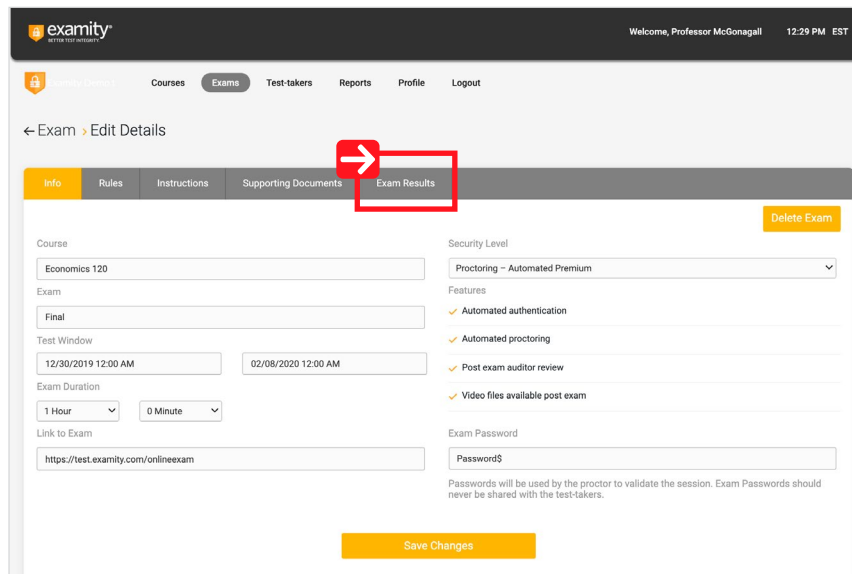 examity®
BETTER TEST INTEGRITY
Welcome, Professor McGonagall 12:29 PM EST
Courses Exams Test-takers Reports Profile Logout
←Exam › Edit Details
Info Rules Instructions Supporting Documents Exam Results
Delete Exam
Course
Economics 120
Exam
Final
Test Window
12/30/2019 12:00 AM 02/08/2020 12:00 AM
Exam Duration
1 Hour 0 Minute
Link to Exam
https://test.examity.com/onlineexam
Security Level
Proctoring – Automated Premium
Features
Automated authentication
Automated proctoring
Post exam auditor review
Video files available post exam
Exam Password
Password$
Passwords will be used by the proctor to validate the session. Exam Passwords should
never be shared with the test-takers.
Save Changes